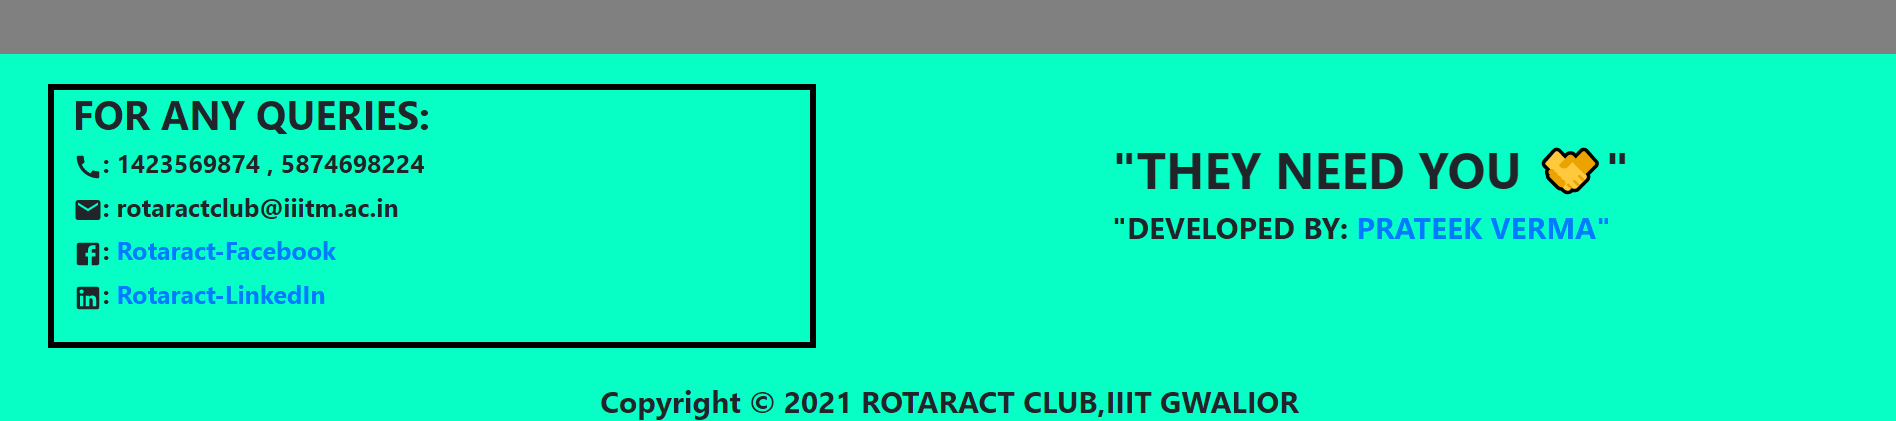 FOR ANY QUERIES:
: 1423569874 , 5874698224
: rotaractclub@iiitm.ac.in
: Rotaract-Facebook
: Rotaract-LinkedIn
"THEY NEED YOU 🤝"
"DEVELOPED BY: PRATEEK VERMA"
Copyright © 2021 ROTARACT CLUB,IIIT GWALIOR